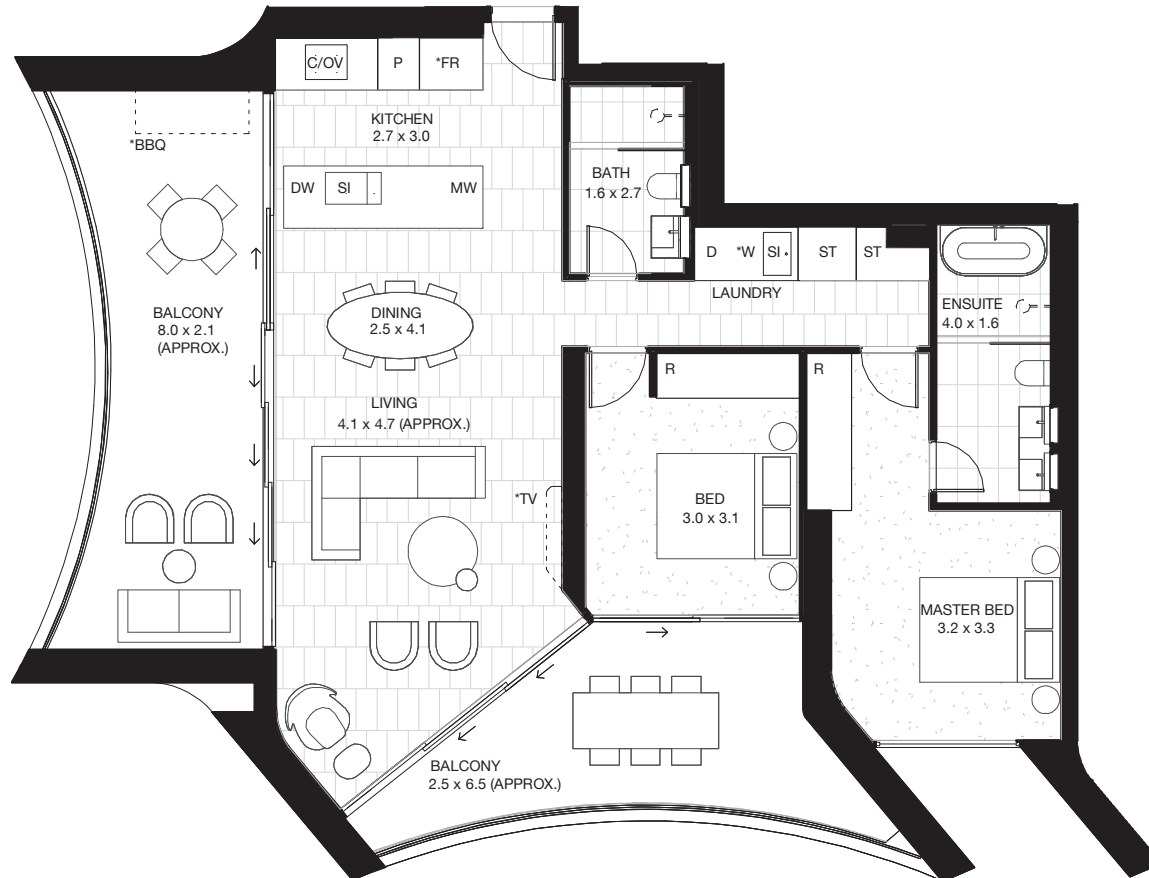 C/OV
P
*FR
KITCHEN
2.7 x 3.0
*BBQ
DW
SI
MW
BATH
1.6 x 2.7
D
*W
SI
ST
ST
LAUNDRY
BALCONY
8.0 x 2.1
(APPROX.)
DINING
2.5 x 4.1
ENSUITE
4.0 x 1.6
R
R
LIVING
4.1 x 4.7 (APPROX.)
*TV
BED
3.0 x 3.1
MASTER BED
3.2 x 3.3
BALCONY
2.5 x 6.5 (APPROX.)